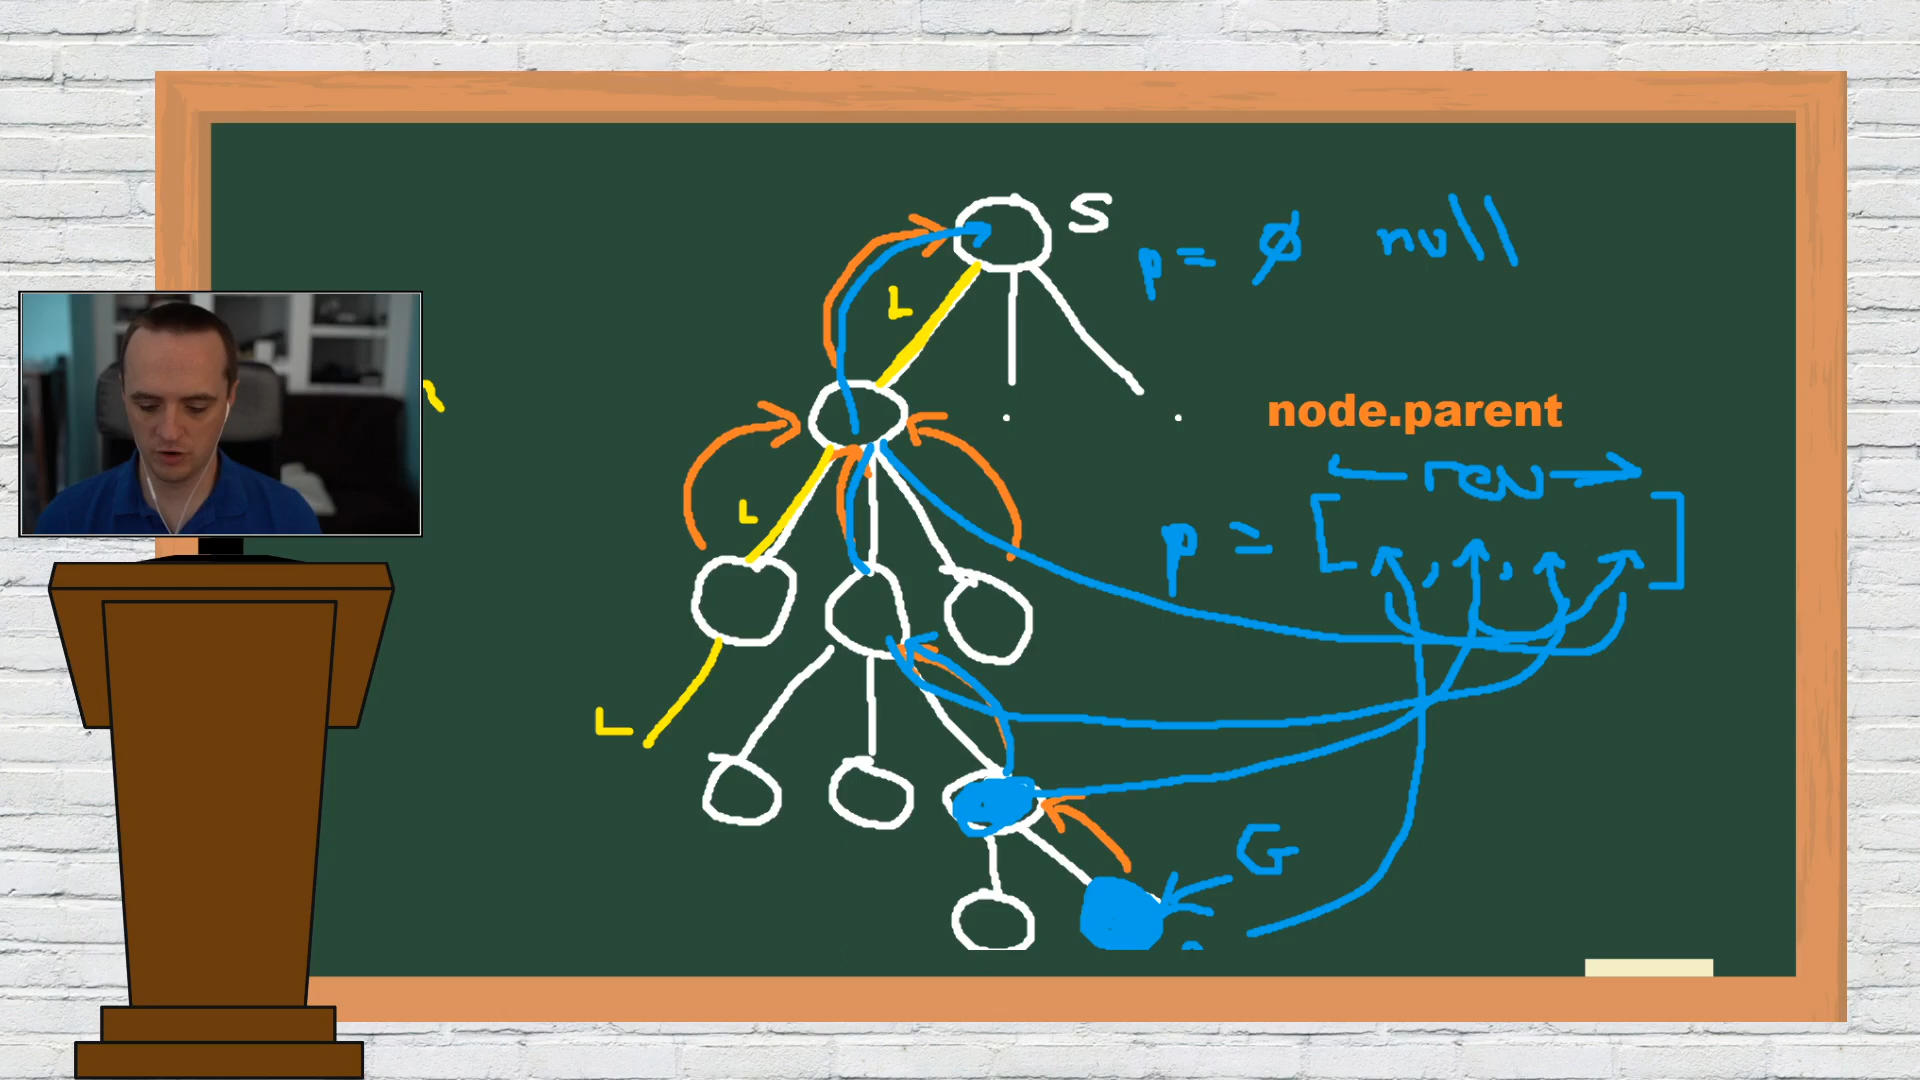 S
p = ∅ null
L
node.parent
← rev →
L
p = [ , , ]
L
G